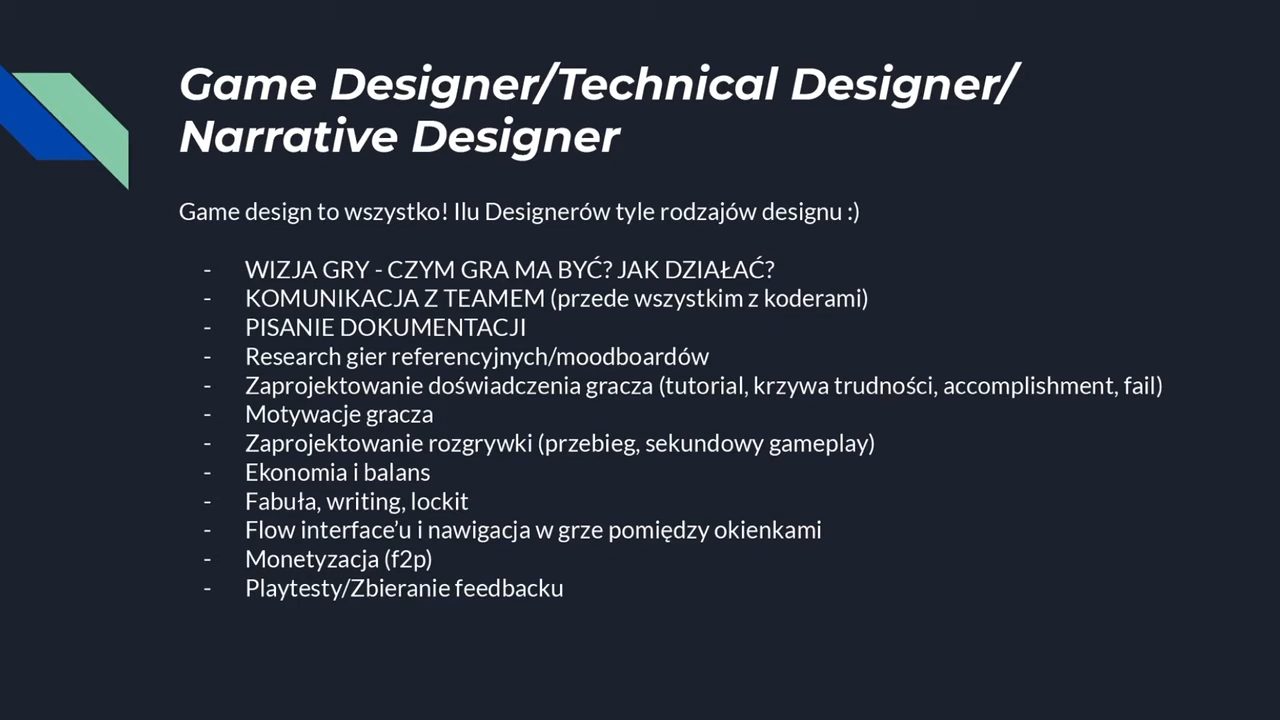 Game Designer/Technical Designer/
Narrative Designer
Game design to wszystko! Ilu Designerów tyle rodzajów designu :)
- WIZJA GRY - CZYM GRA MA BYĆ? JAK DZIAŁAĆ?
- KOMUNIKACJA Z TEAMEM (przede wszystkim z koderami)
- PISANIE DOKUMENTACJI
- Research gier referencyjnych/moodboardów
- Zaprojektowanie doświadczenia gracza (tutorial, krzywa trudności, accomplishment, fail)
- Motywacje gracza
- Zaprojektowanie rozgrywki (przebieg, sekundowy gameplay)
- Ekonomia i balans
- Fabuła, writing, lockit
- Flow interface’u i nawigacja w grze pomiędzy okienkami
- Monetyzacja (f2p)
- Playtesty/Zbieranie feedbacku